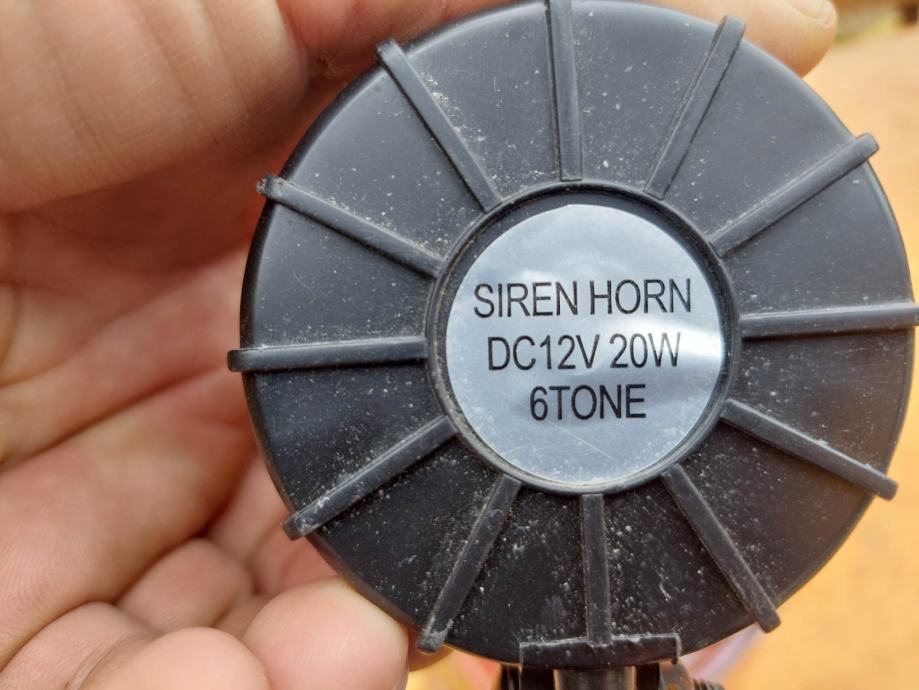 SIREN HORN
DC12V 20W
6TONE